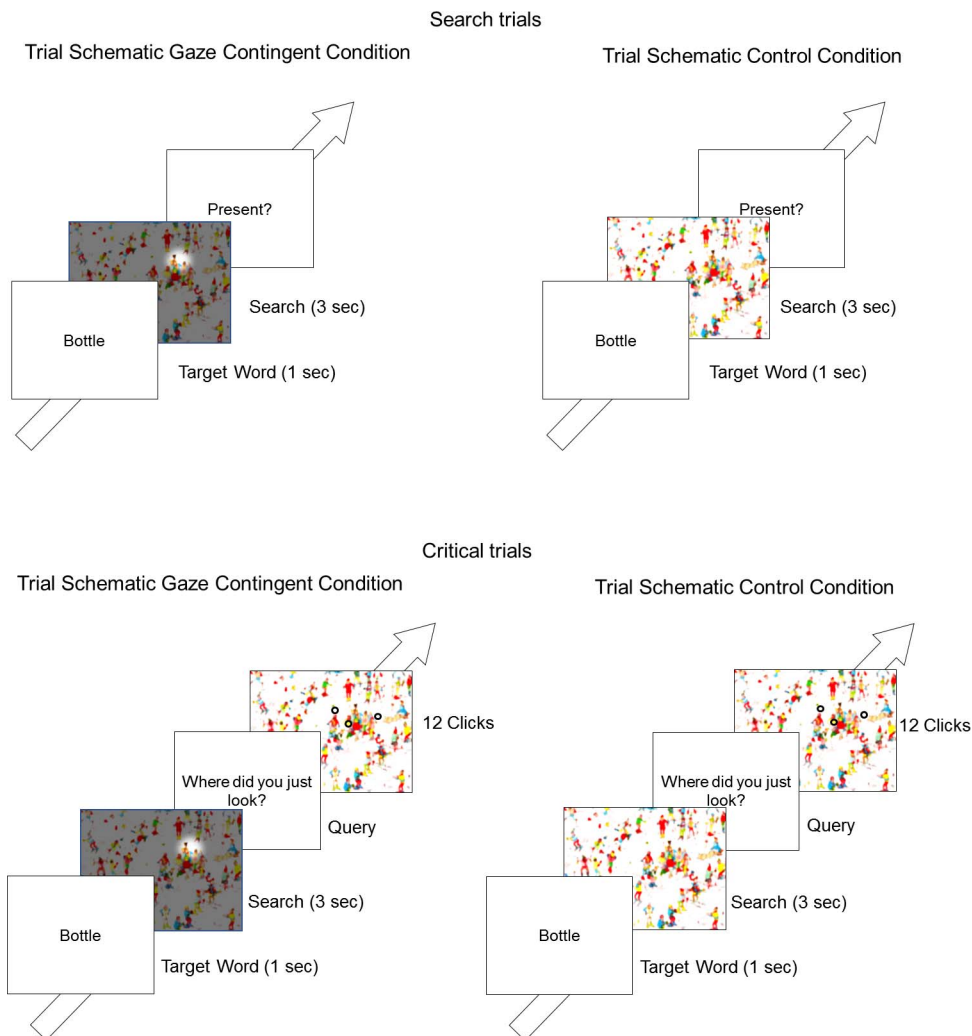 Search trials
Trial Schematic Gaze Contingent Condition
Present?
Search (3 sec)
Bottle
Target Word (1 sec)
Trial Schematic Control Condition
Present?
Search (3 sec)
Bottle
Target Word (1 sec)
Critical trials
Trial Schematic Gaze Contingent Condition
12 Clicks
Where did you just
look?
Query
Search (3 sec)
Bottle
Target Word (1 sec)
Trial Schematic Control Condition
12 Clicks
Where did you just
look?
Query
Search (3 sec)
Bottle
Target Word (1 sec)